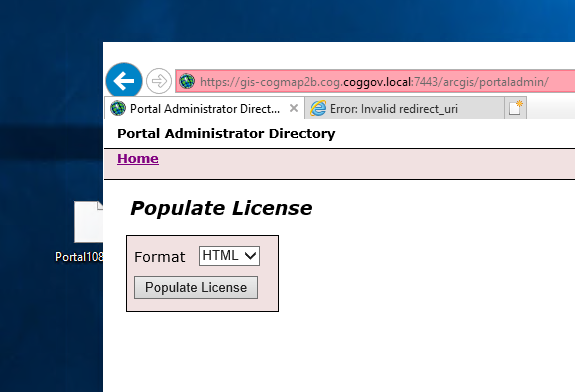 https://gis-cogmap2b.cog.coggov.local:7443/arcgis/portaladmin/
Portal Administrator Direct...
Error: Invalid redirect_uri
Portal Administrator Directory
Home
Populate License
Portal108
Format HTML
Populate License